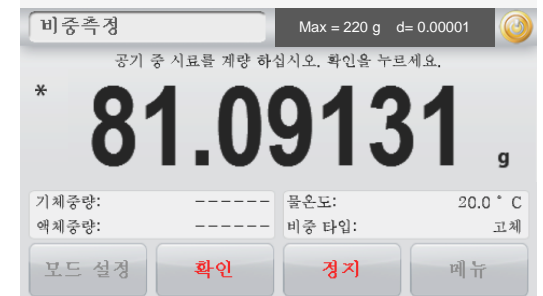 비중측정 Max = 220 g d= 0.00001
공기 중 시료를 계량 하십시오. 확인을 누르세요.
* 81.09131 g
기체중량: ------ 물온도: 20.0 ° C
액체중량: ------ 비중 타입: 고체
모드 설정 확인 정지 메뉴